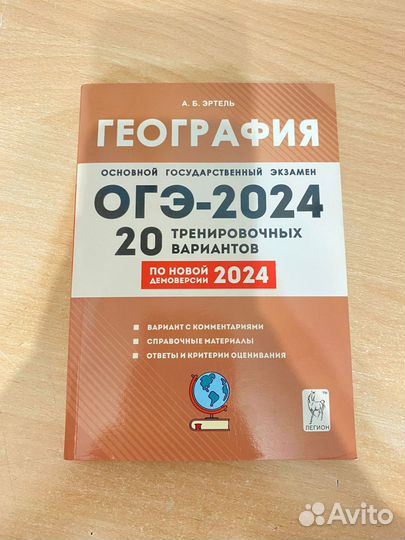 А. Б. ЭРТЕЛЬ
ГЕОГРАФИЯ
ОСНОВНОЙ ГОСУДАРСТВЕННЫЙ ЭКЗАМЕН
ОГЭ-2024
20 ТРЕНИРОВОЧНЫХ ВАРИАНТОВ
ПО НОВОЙ ДЕМОВЕРСИИ 2024
ВАРИАНТ С КОММЕНТАРИЯМИ
СПРАВОЧНЫЕ МАТЕРИАЛЫ
ОТВЕТЫ И КРИТЕРИИ ОЦЕНИВАНИЯ
ЛЕГИОН
Avito